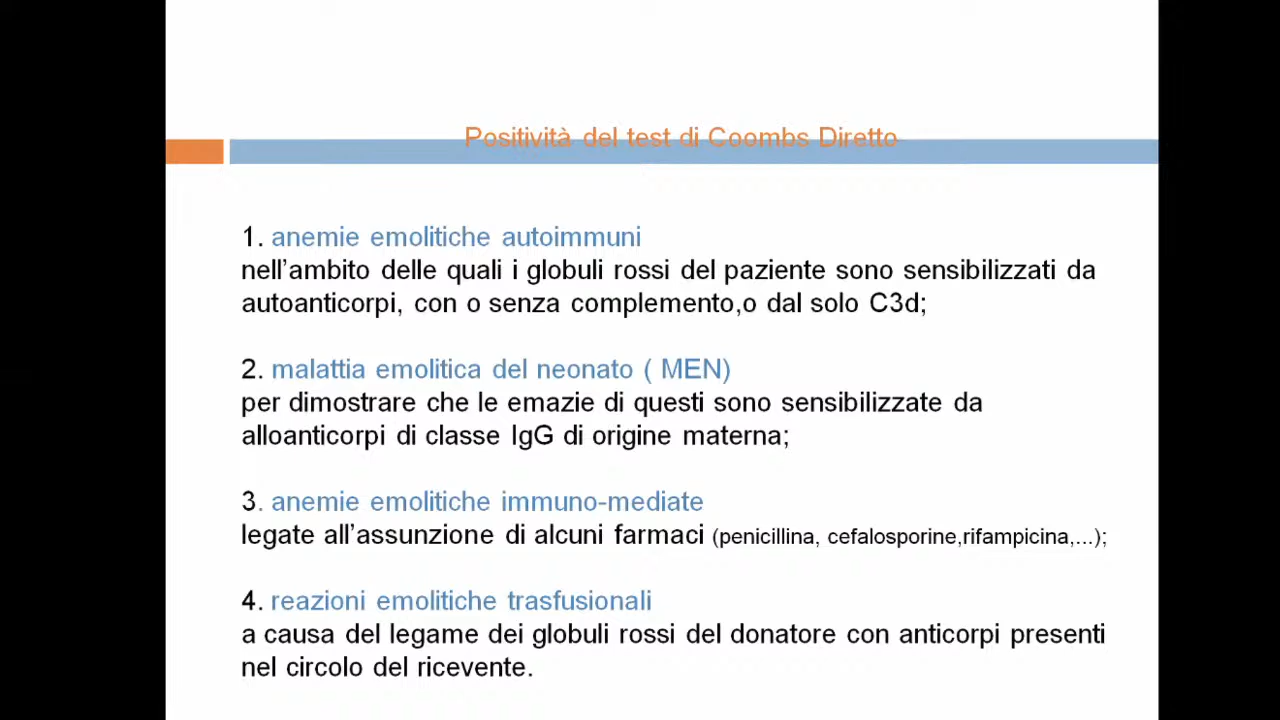 Positività del test di Coombs Diretto
1. anemie emolitiche autoimmuni
nell'ambito delle quali i globuli rossi del paziente sono sensibilizzati da
autoanticorpi, con o senza complemento,o dal solo C3d;
2. malattia emolitica del neonato ( MEN)
per dimostrare che le emazie di questi sono sensibilizzate da
alloanticorpi di classe IgG di origine materna;
3. anemie emolitiche immuno-mediate
legate all'assunzione di alcuni farmaci (penicillina, cefalosporine,rifampicina,...);
4. reazioni emolitiche trasfusionali
a causa del legame dei globuli rossi del donatore con anticorpi presenti
nel circolo del ricevente.